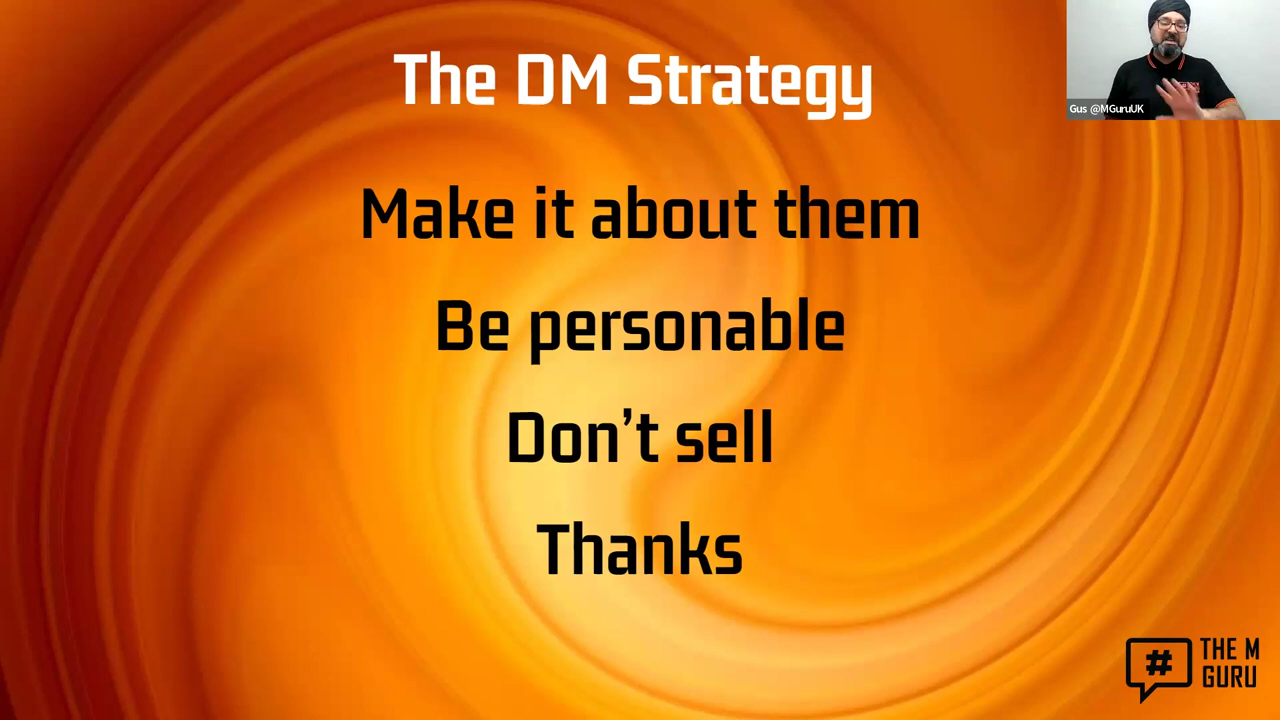 The DM Strategy
Gus @MGuruUK
Make it about them
Be personable
Don’t sell
Thanks
#
THE M
GURU